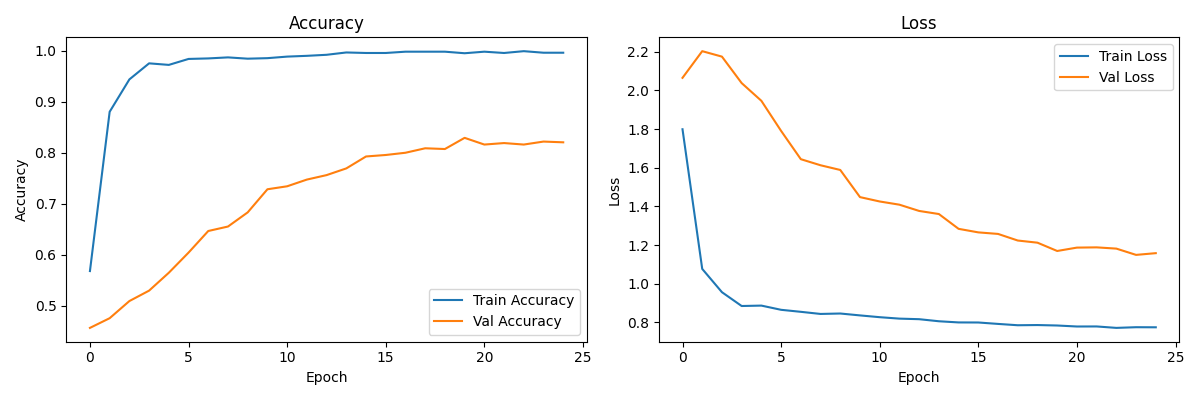 Accuracy
1.0
0.9
0.8
0.7
0.6
0.5
Accuracy
Train Accuracy
Val Accuracy
0 5 10 15 20 25
Epoch
Loss
2.2
2.0
1.8
1.6
1.4
1.2
1.0
0.8
Loss
Train Loss
Val Loss
0 5 10 15 20 25
Epoch